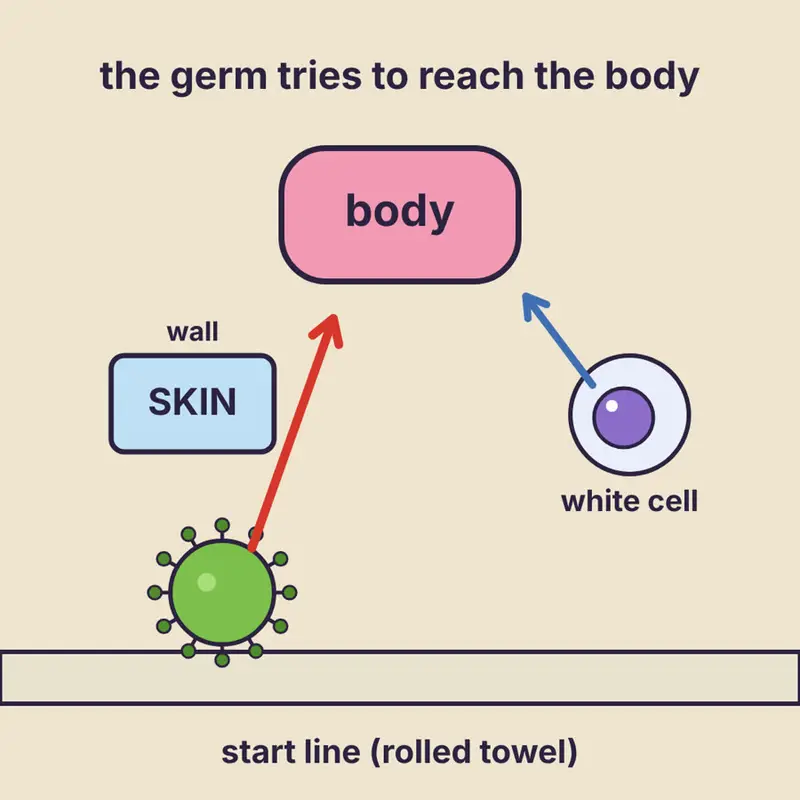 the germ tries to reach the body
body
wall
SKIN
white cell
start line (rolled towel)